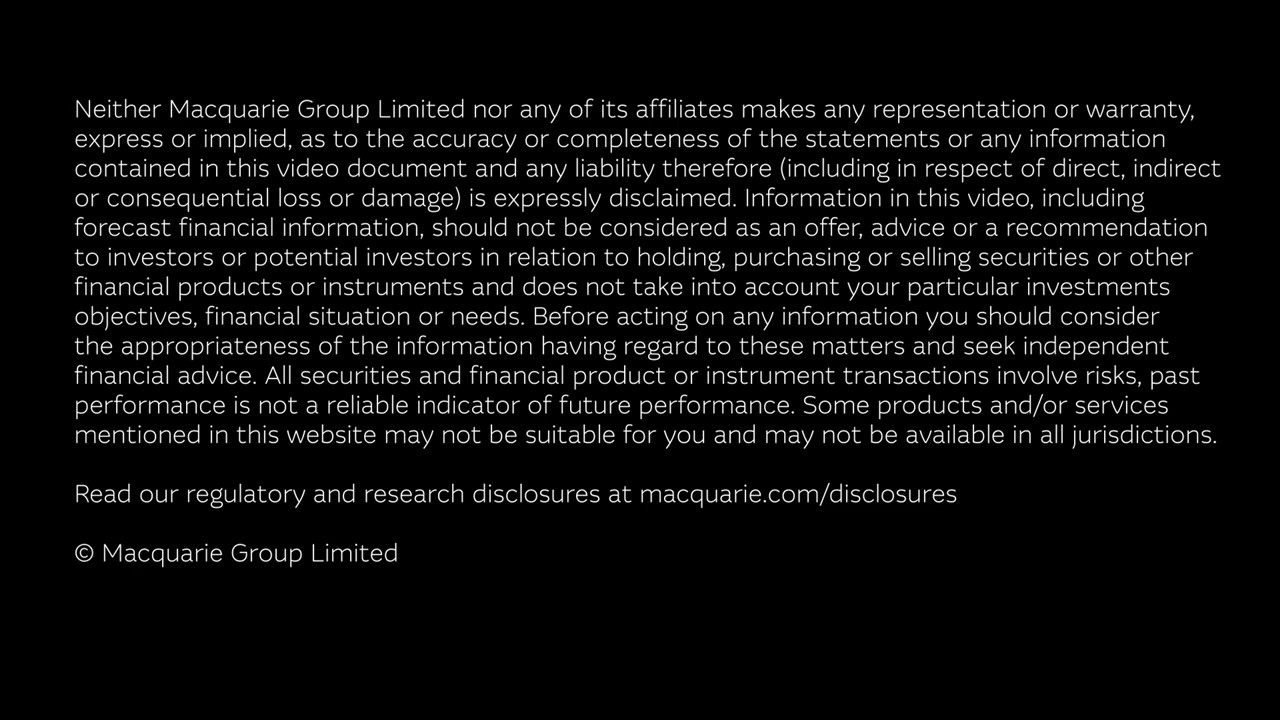 Neither Macquarie Group Limited nor any of its affiliates makes any representation or warranty,
express or implied, as to the accuracy or completeness of the statements or any information
contained in this video document and any liability therefore (including in respect of direct, indirect
or consequential loss or damage) is expressly disclaimed. Information in this video, including
forecast financial information, should not be considered as an offer, advice or a recommendation
to investors or potential investors in relation to holding, purchasing or selling securities or other
financial products or instruments and does not take into account your particular investments
objectives, financial situation or needs. Before acting on any information you should consider
the appropriateness of the information having regard to these matters and seek independent
financial advice. All securities and financial product or instrument transactions involve risks, past
performance is not a reliable indicator of future performance. Some products and/or services
mentioned in this website may not be suitable for you and may not be available in all jurisdictions.
Read our regulatory and research disclosures at macquarie.com/disclosures
© Macquarie Group Limited